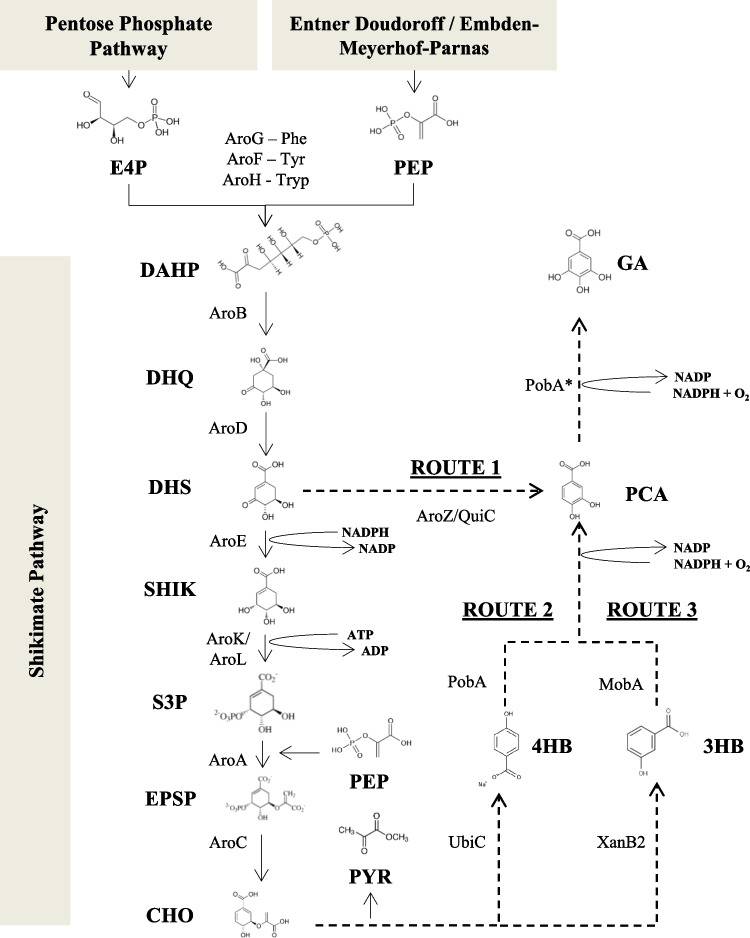 Pentose Phosphate
Pathway
Entner Doudoroff / Embden-
Meyerhof-Parnas
E4P
AroG – Phe
AroF – Tyr
AroH - Tryp
PEP
Shikimate Pathway
DAHP
AroB
DHQ
AroD
DHS
ROUTE 1
AroZ/QuiC
PCA
GA
PobA*
NADP
NADPH + O2
AroE
NADPH
NADP
SHIK
AroK/
AroL
ATP
ADP
NADP
NADPH + O2
ROUTE 2
ROUTE 3
S3P
PobA
MobA
AroA
PEP
4HB
3HB
EPSP
AroC
PYR
UbiC
XanB2
CHO